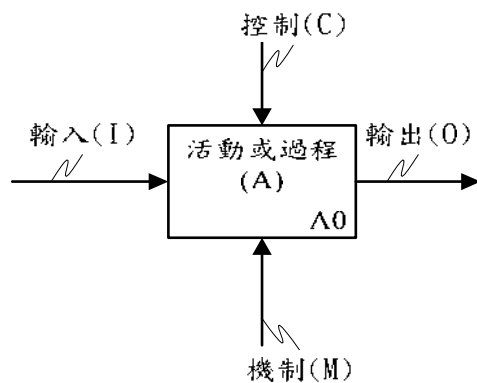 控制(C)
輸入(I)
活動或過程
(A)
輸出(O)
A0
機制(M)